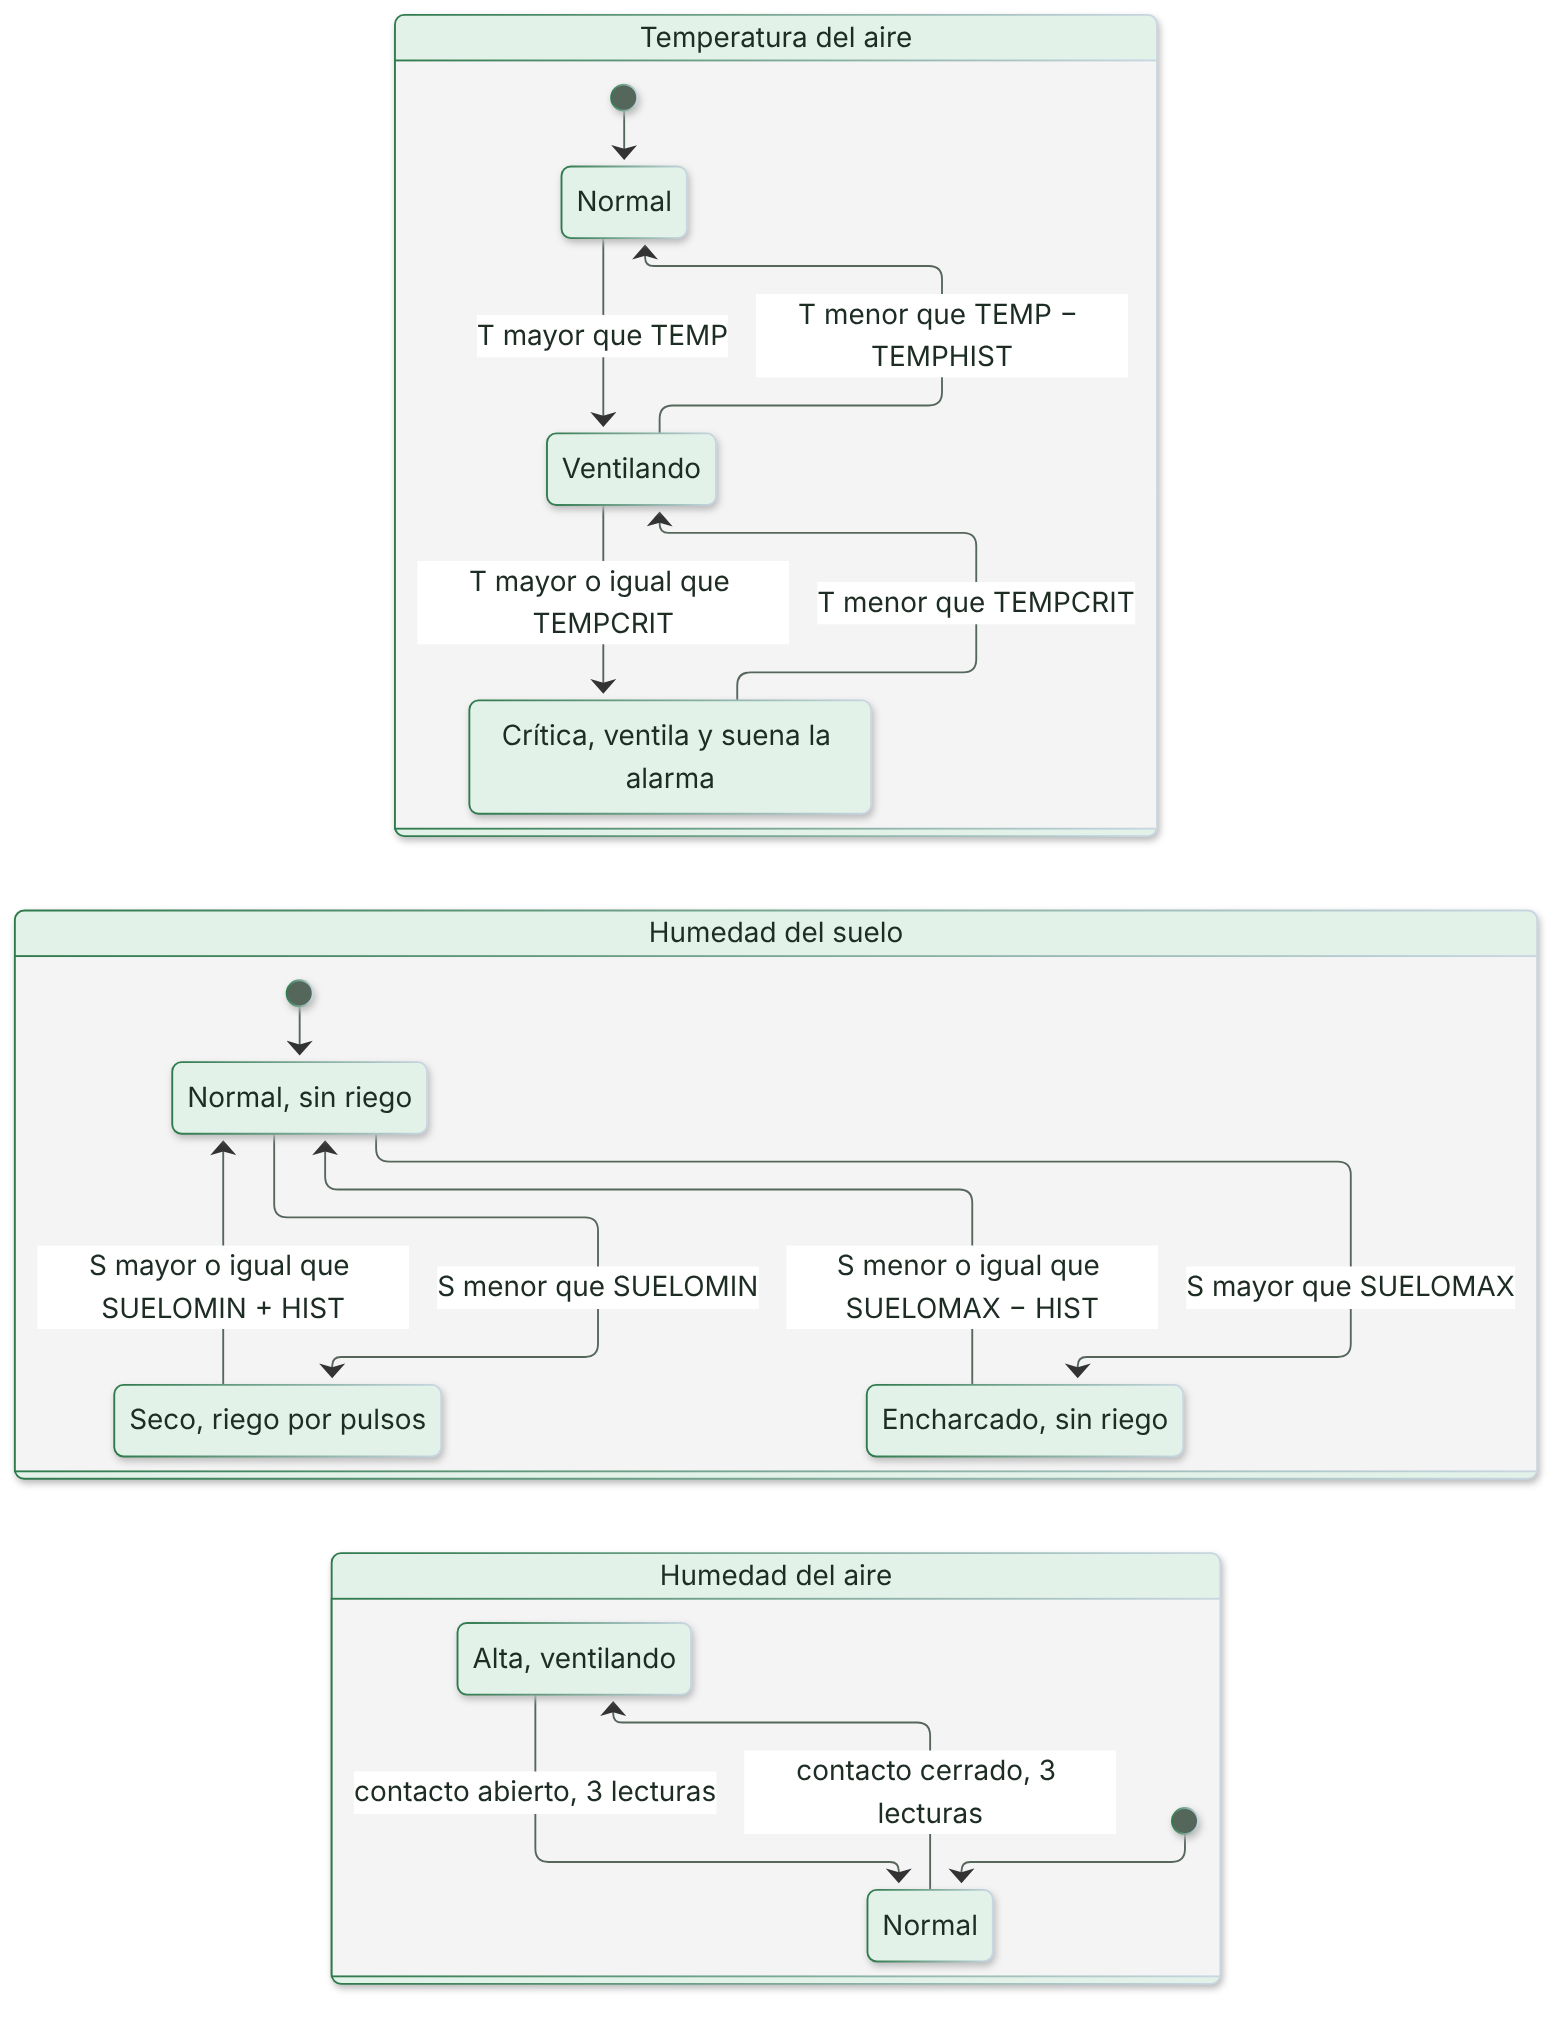 Temperatura del aire
Normal
T mayor que TEMP
T menor que TEMP −
TEMPHIST
Ventilando
T mayor o igual que
TEMPCRIT
T menor que TEMPCRIT
Crítica, ventila y suena la
alarma
Humedad del suelo
Normal, sin riego
S mayor o igual que
SUELOMIN + HIST
S menor que SUELOMIN
S menor o igual que
SUELOMAX − HIST
S mayor que SUELOMAX
Seco, riego por pulsos
Encharcado, sin riego
Humedad del aire
Alta, ventilando
contacto abierto, 3 lecturas
contacto cerrado, 3
lecturas
Normal